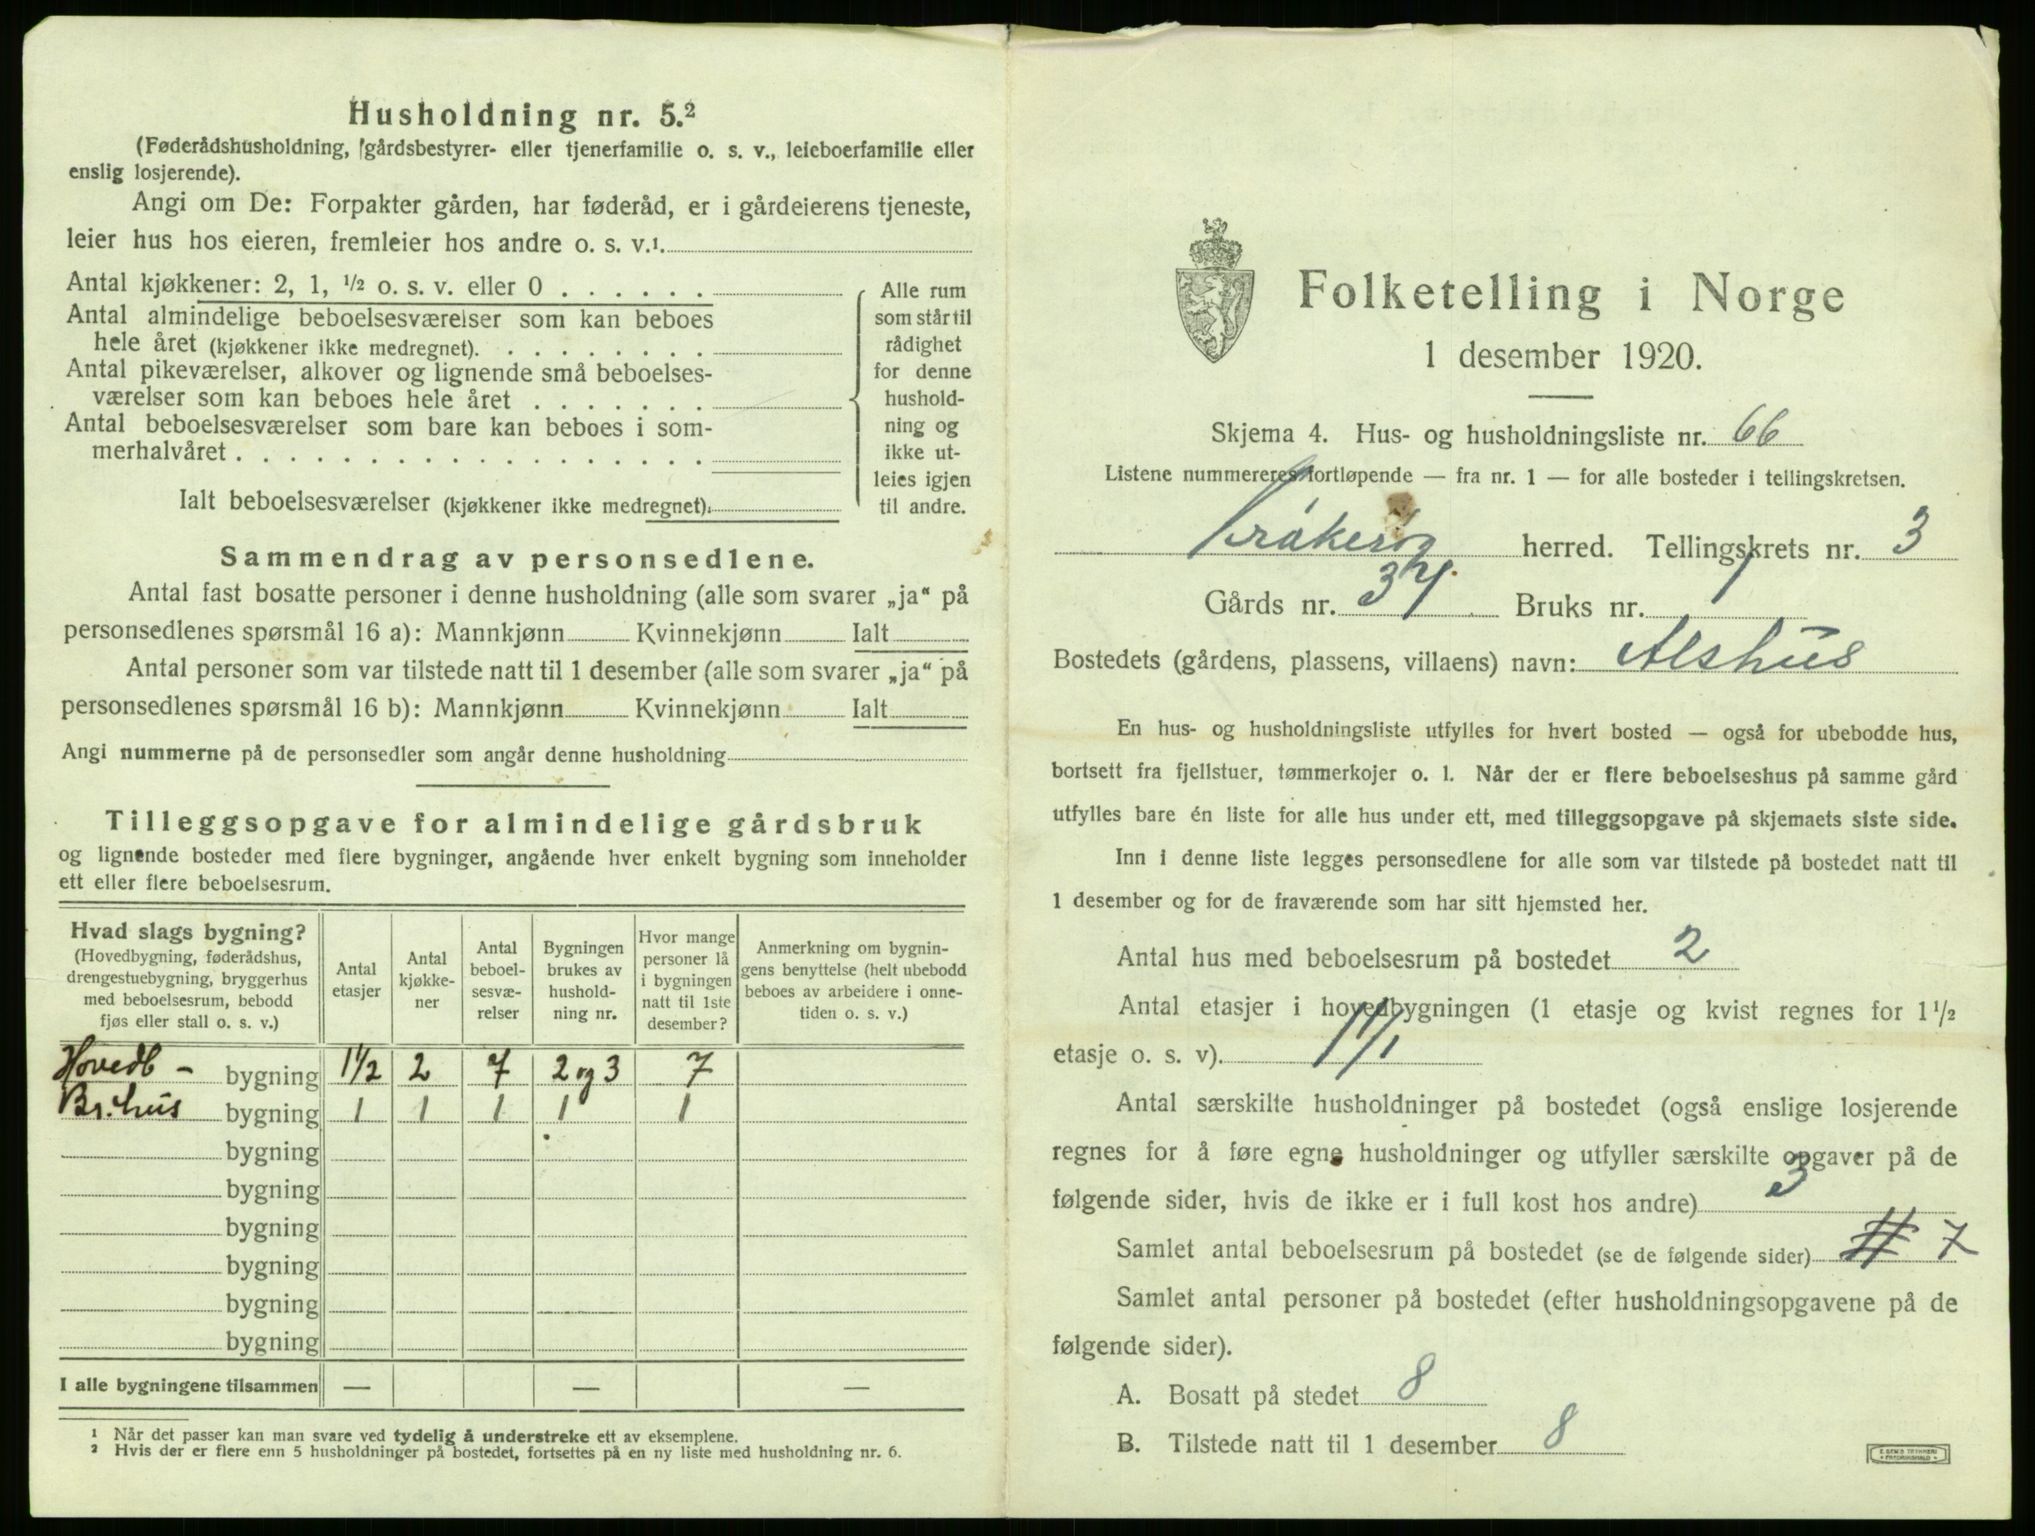 Husholdning nr. 5.²
(Føderådshusholdning, gårdsbestyrer- eller tjenerfamilie o. s. v., leieboerfamilie eller
enslig losjerende).
Angi om De: Forpakter gården, har føderåd, er i gårdeierens tjeneste,
leier hus hos eieren, fremleier hos andre o. s. v.¹.
Antal kjøkkener: 2, 1, ½ o. s. v. eller 0 . . . . . .
Antal almindelige beboelsesværelser som kan beboes
hele året (kjøkkener ikke medregnet). . . . . . . . .
Antal pikeværelser, alkover og lignende små beboelses-
værelser som kan beboes hele året . . . . . . .
Antal beboelsesværelser som bare kan beboes i som-
merhalvåret . . . . . . . . . . . . . . . . . .
Ialt beboelsesværelser (kjøkkener ikke medregnet).
Alle rum
som står til
rådighet
for denne
hushold-
ning og
ikke ut-
leies igjen
til andre.
Sammendrag av personsedlene.
Antal fast bosatte personer i denne husholdning (alle som svarer „ja“ på
personsedlenes spørsmål 16 a): Mannkjønn Kvinnekjønn Ialt
Antal personer som var tilstede natt til 1 desember (alle som svarer „ja“ på
personsedlenes spørsmål 16 b): Mannkjønn Kvinnekjønn Ialt
Angi nummerne på de personsedler som angår denne husholdning
Tilleggsopgave for almindelige gårdsbruk
og lignende bosteder med flere bygninger, angående hver enkelt bygning som inneholder
ett eller flere beboelsesrum.
Hvad slags bygning?
(Hovedbygning, føderådshus,
drengestuebygning, bryggerhus
med beboelsesrum, bebodd
fjøs eller stall o. s. v.)
Antal
etasjer
Antal
kjøkke-
ner
Antal
beboel-
sesvæ-
relser
Bygningen
brukes av
hushold-
ning nr.
Hvor mange
personer lå
i bygningen
natt til 1ste
desember?
Anmerkning om bygnin-
gens benyttelse (helt ubebodd
beboes av arbeidere i onne-
tiden o. s. v.)
Hovedb - bygning 1½ 2 7 2 og 3 7
Br.hus bygning 1 1 1 1 1
bygning
bygning
bygning
bygning
bygning
bygning
I alle bygningene tilsammen — — —
¹ Når det passer kan man svare ved tydelig å understreke ett av eksemplene.
² Hvis der er flere enn 5 husholdninger på bostedet, fortsettes på en ny liste med husholdning nr. 6.
Folketelling i Norge
1 desember 1920.
Skjema 4. Hus- og husholdningsliste nr. 66
Listene nummereres fortløpende — fra nr. 1 — for alle bosteder i tellingskretsen.
Kråkerøy herred. Tellingskrets nr. 3
Gårds nr. 34. Bruks nr. 1
Bostedets (gårdens, plassens, villaens) navn: Alshus
En hus- og husholdningsliste utfylles for hvert bosted — også for ubebodde hus,
bortsett fra fjellstuer, tømmerkojer o. l. Når der er flere beboelseshus på samme gård
utfylles bare én liste for alle hus under ett, med tilleggsopgave på skjemaets siste side.
Inn i denne liste legges personsedlene for alle som var tilstede på bostedet natt til
1 desember og for de fraværende som har sitt hjemsted her.
Antal hus med beboelsesrum på bostedet 2
Antal etasjer i hovedbygningen (1 etasje og kvist regnes for 1½
etasje o. s. v).
Antal særskilte husholdninger på bostedet (også enslige losjerende
regnes for å føre egne husholdninger og utfyller særskilte opgaver på de
følgende sider, hvis de ikke er i full kost hos andre) 3
Samlet antal beboelsesrum på bostedet (se de følgende sider) 7
Samlet antal personer på bostedet (efter husholdningsopgavene på de
følgende sider).
A. Bosatt på stedet 8
B. Tilstede natt til 1 desember 8